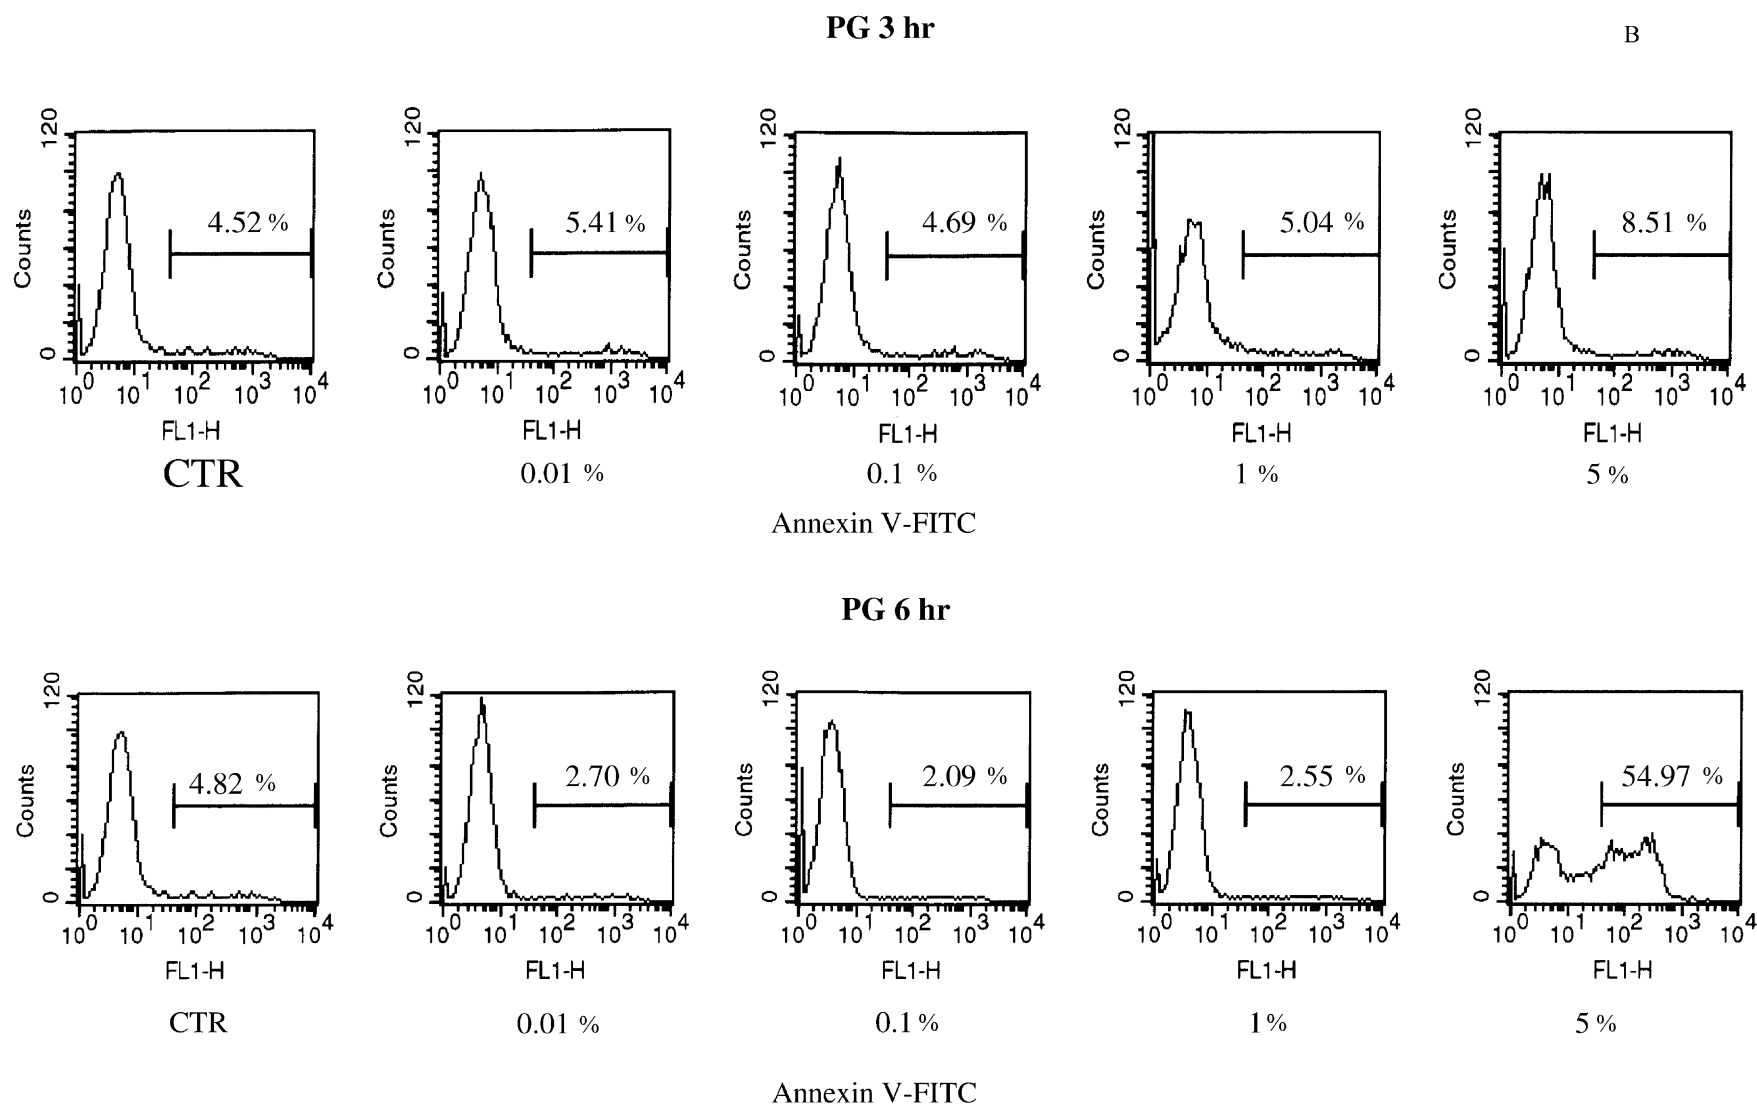 PG 3 hr
B
120 120 120 120 120
Counts Counts Counts Counts Counts
4.52 % 5.41 % 4.69 % 5.04 % 8.51 %
0 0 0 0 0
10^0 10^1 10^2 10^3 10^4 10^0 10^1 10^2 10^3 10^4 10^0 10^1 10^2 10^3 10^4 10^0 10^1 10^2 10^3 10^4 10^0 10^1 10^2 10^3 10^4
FL1-H FL1-H FL1-H FL1-H FL1-H
CTR 0.01 % 0.1 % 1 % 5 %
Annexin V-FITC
PG 6 hr
120 120 120 120 120
Counts Counts Counts Counts Counts
4.82 % 2.70 % 2.09 % 2.55 % 54.97 %
0 0 0 0 0
10^0 10^1 10^2 10^3 10^4 10^0 10^1 10^2 10^3 10^4 10^0 10^1 10^2 10^3 10^4 10^0 10^1 10^2 10^3 10^4 10^0 10^1 10^2 10^3 10^4
FL1-H FL1-H FL1-H FL1-H FL1-H
CTR 0.01 % 0.1 % 1 % 5 %
Annexin V-FITC